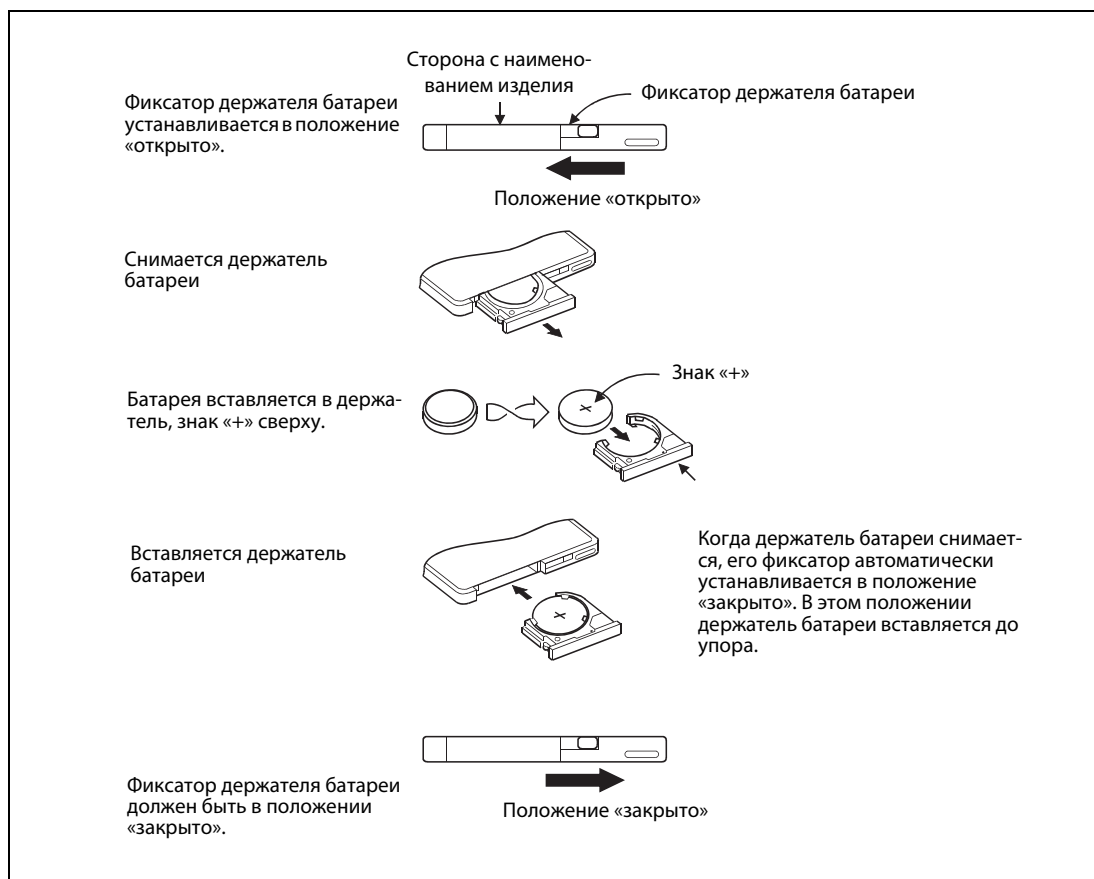 Сторона с наимено-
ванием изделия
Фиксатор держателя батареи
Фиксатор держателя батареи
устанавливается в положение
«открыто».
Положение «открыто»
Снимается держатель
батареи
Знак «+»
Батарея вставляется в держа-
тель, знак «+» сверху.
+
Вставляется держатель
батареи
+
Когда держатель батареи снимает-
ся, его фиксатор автоматически
устанавливается в положение
«закрыто». В этом положении
держатель батареи вставляется до
упора.
Фиксатор держателя батареи
должен быть в положении
«закрыто».
Положение «закрыто»